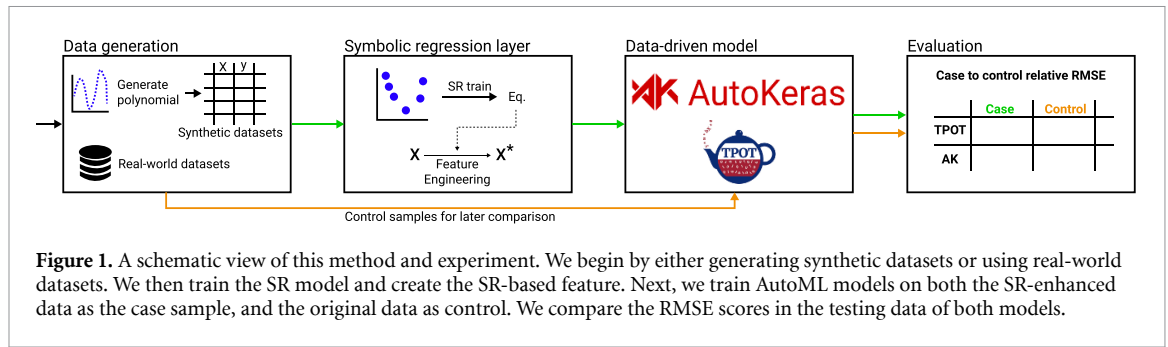 Data generation
Generate
polynomial
X y
Synthetic datasets
Real-world datasets
Symbolic regression layer
SR train
Eq.
X
Feature
Engineering
X*
Data-driven model
AutoKeras
TPOT
Evaluation
Case to control relative RMSE
Case Control
TPOT
AK
Control samples for later comparison
Figure 1. A schematic view of this method and experiment. We begin by either generating synthetic datasets or using real-world
datasets. We then train the SR model and create the SR-based feature. Next, we train AutoML models on both the SR-enhanced
data as the case sample, and the original data as control. We compare the RMSE scores in the testing data of both models.